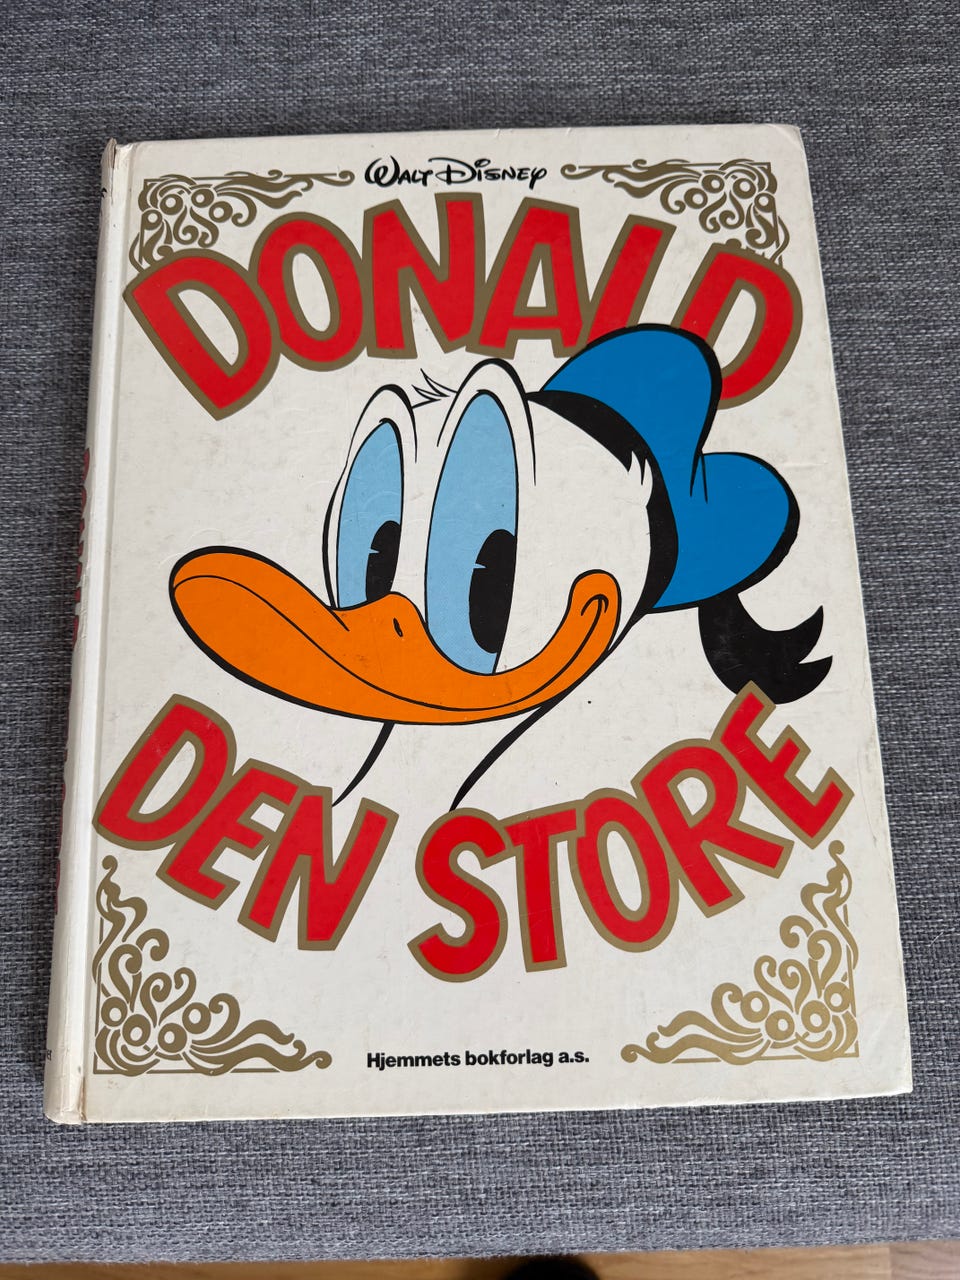 WALT DISNEY
DONALD
DEN STORE
Hjemmets bokforlag a.s.